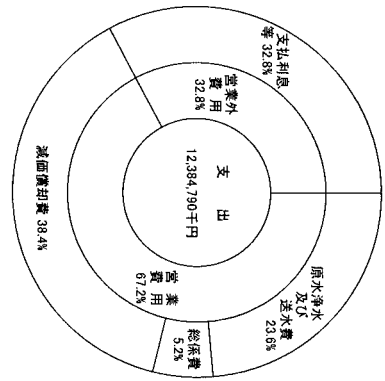 支　出
12,384,790千円
営業外
費　用
32.8%
営　業
費　用
67.2%
支払利息
等 32.8%
減価償却費 38.4%
総係費
5.2%
原水浄水
及び
送水費
23.6%